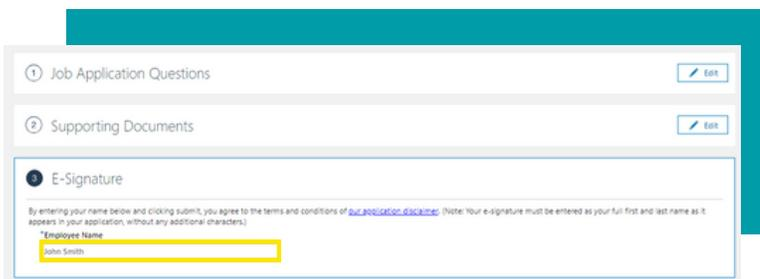 1 Job Application Questions
Edit
2 Supporting Documents
Edit
3 E-Signature
By entering your name below and clicking submit, you agree to the terms and conditions of our application disclaimer. (Note: Your e-signature must be entered as your full first and last name as it
appears in your application, without any additional characters.)
*Employee Name
John Smith